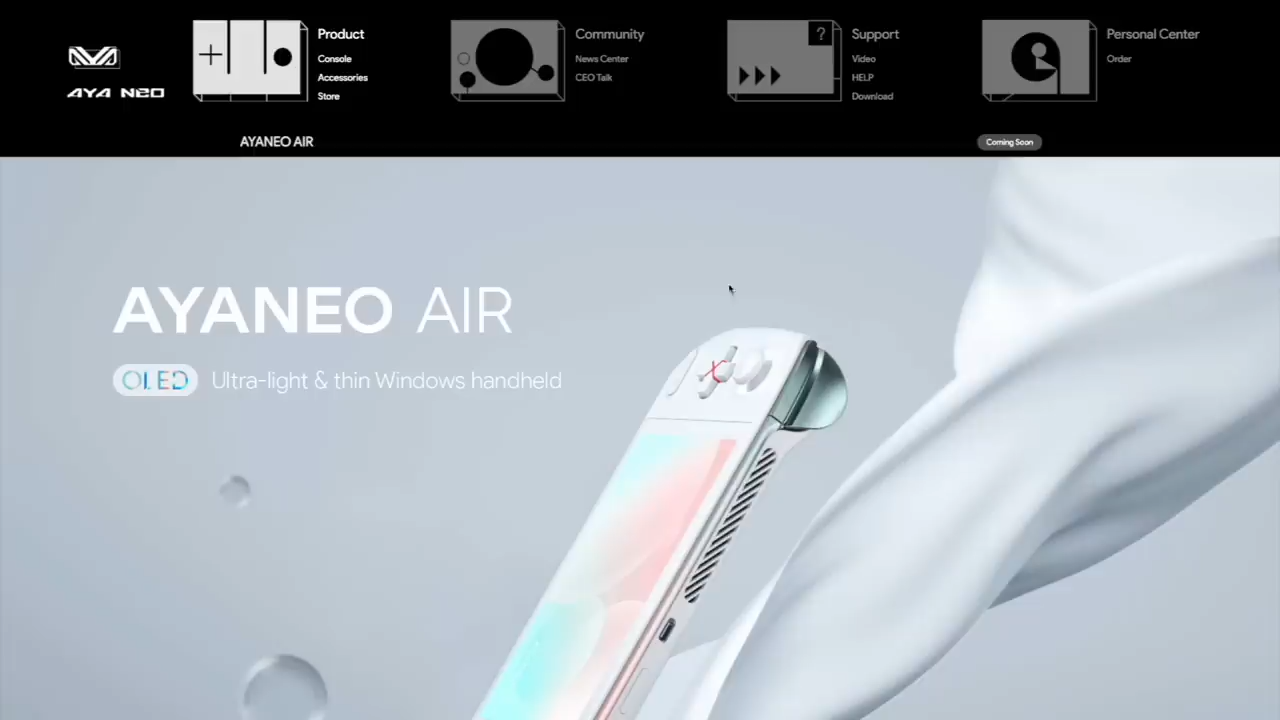 AYA NEO
Product
Console
Accessories
Store
Community
News Center
CEO Talk
?
Support
Video
HELP
Download
Personal Center
Order
AYANEO AIR
Coming Soon
AYANEO AIR
OLED Ultra-light & thin Windows handheld